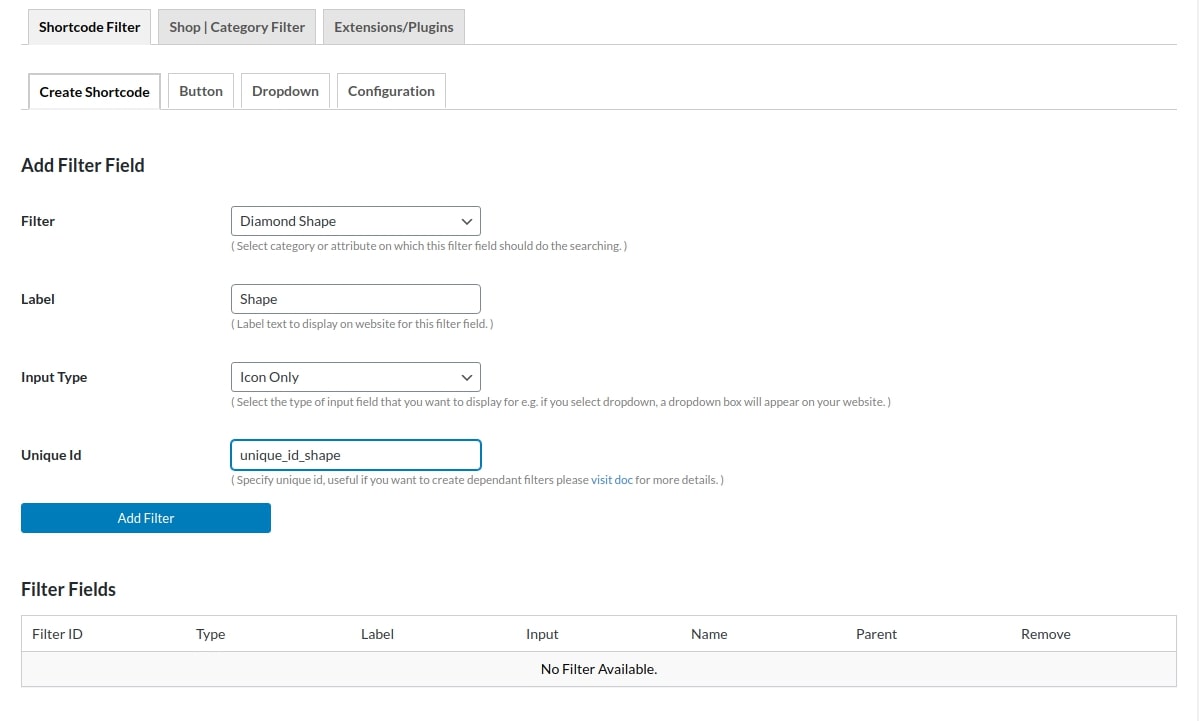 Shortcode Filter Shop | Category Filter Extensions/Plugins
Create Shortcode Button Dropdown Configuration
Add Filter Field
Filter Diamond Shape
( Select category or attribute on which this filter field should do the searching. )
Label Shape
( Label text to display on website for this filter field. )
Input Type Icon Only
( Select the type of input field that you want to display for e.g. if you select dropdown, a dropdown box will appear on your website. )
Unique Id unique_id_shape
( Specify unique id, useful if you want to create dependant filters please visit doc for more details. )
Add Filter
Filter Fields
Filter ID Type Label Input Name Parent Remove
No Filter Available.